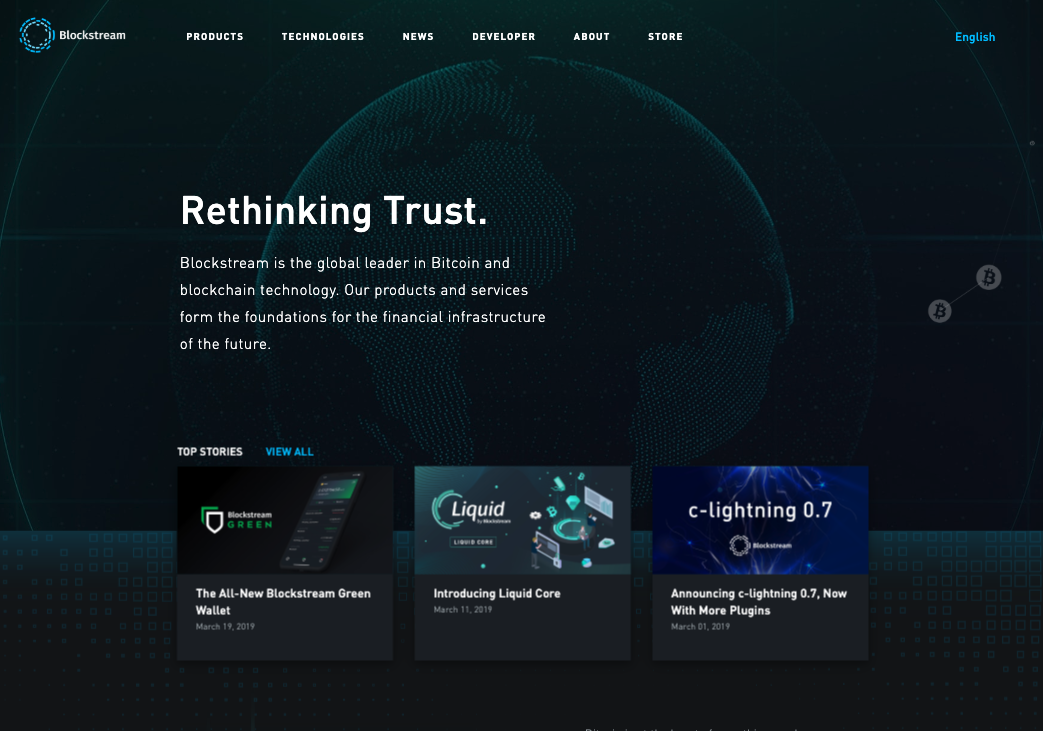 Blockstream
PRODUCTS
TECHNOLOGIES
NEWS
DEVELOPER
ABOUT
STORE
English
Rethinking Trust.
Blockstream is the global leader in Bitcoin and
blockchain technology. Our products and services
form the foundations for the financial infrastructure
of the future.
TOP STORIES
VIEW ALL
Blockstream
GREEN
The All-New Blockstream Green
Wallet
March 19, 2019
Liquid
by Blockstream
LIQUID CORE
Introducing Liquid Core
March 11, 2019
c-lightning 0.7
Blockstream
Announcing c-lightning 0.7, Now
With More Plugins
March 01, 2019